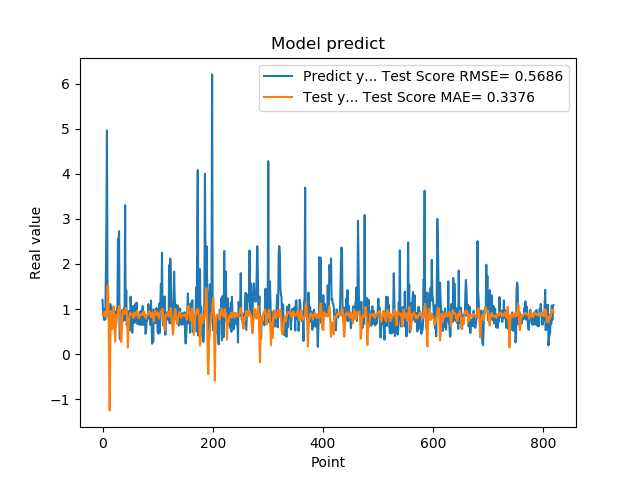 Model predict
Predict y... Test Score RMSE= 0.5686
Test y... Test Score MAE= 0.3376
Real value
6
5
4
3
2
1
0
−1
0 200 400 600 800
Point